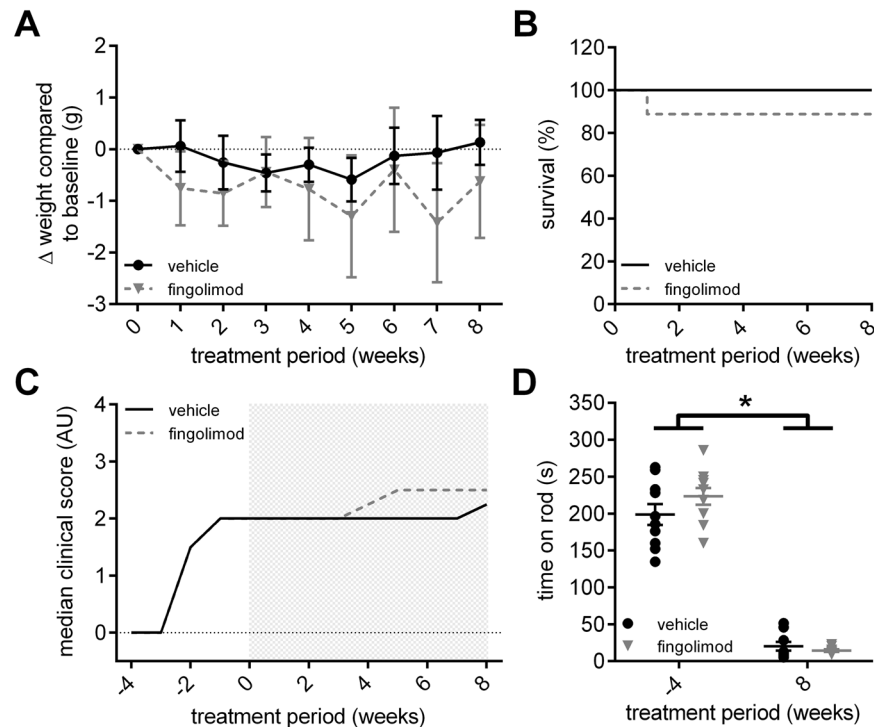 A
Δ weight compared
to baseline (g)
2
1
0
-1
-2
-3
vehicle
fingolimod
0 1 2 3 4 5 6 7 8
treatment period (weeks)
B
survival (%)
120
100
80
60
40
20
0
vehicle
fingolimod
0 2 4 6 8
treatment period (weeks)
C
median clinical score (AU)
4
3
2
1
0
vehicle
fingolimod
-4 -2 0 2 4 6 8
treatment period (weeks)
D
time on rod (s)
350
300
250
200
150
100
50
0
*
vehicle
fingolimod
-4 8
treatment period (weeks)